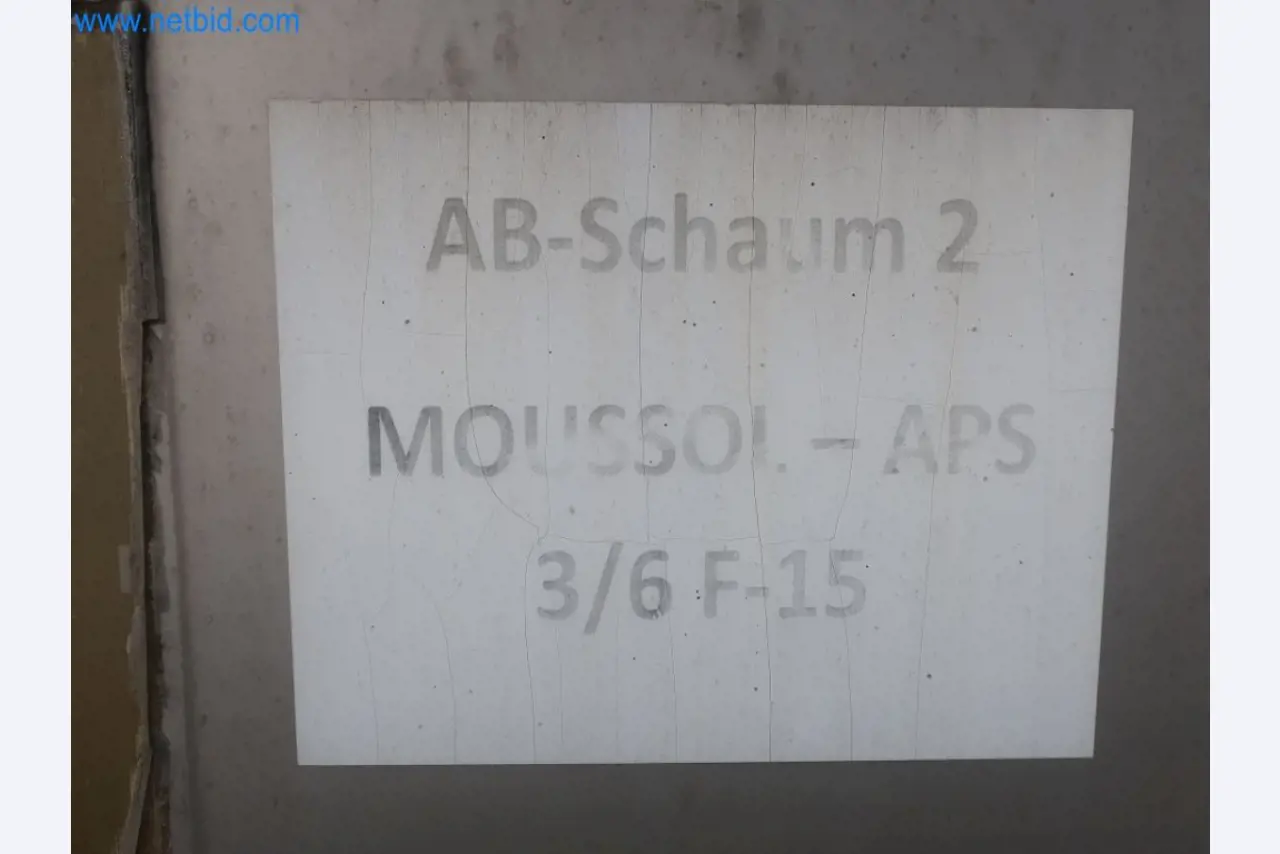 www.netbid.com
AB-Schaum 2
MOUSSOL – APS
3/6 F-15